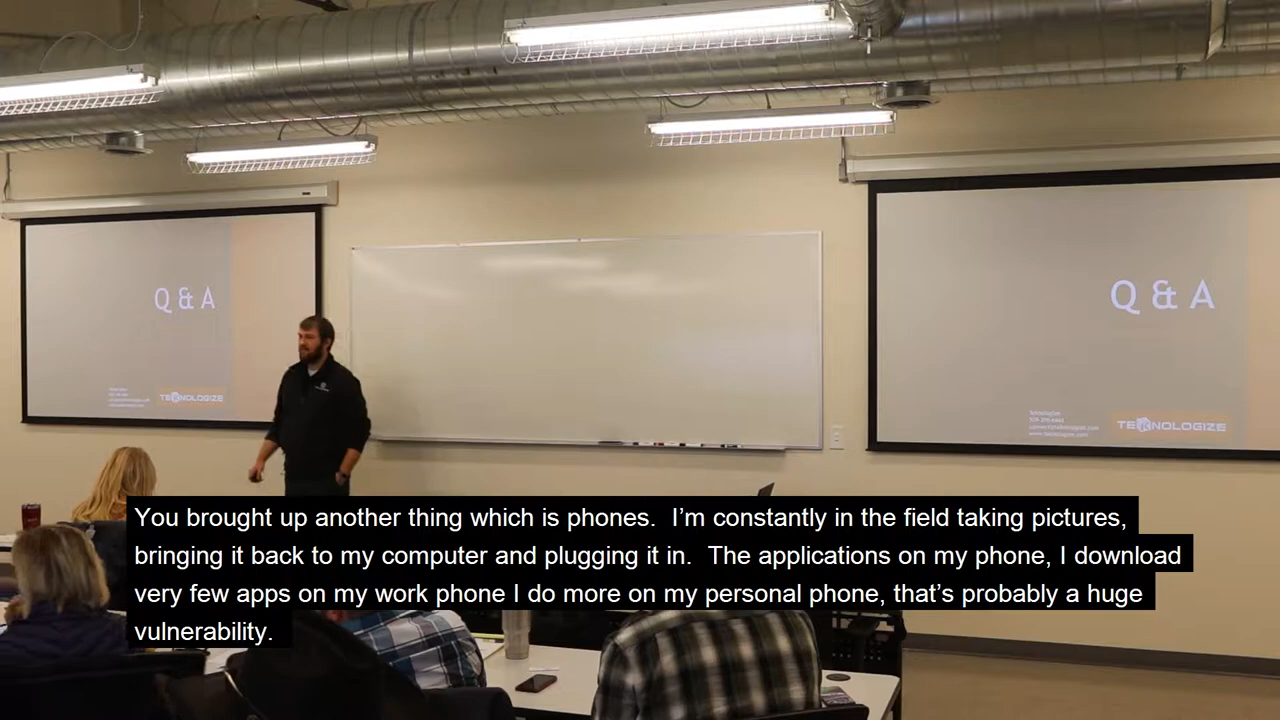 Q & A
TEKNOLOGIZE
Q & A
Teknologize
TEKNOLOGIZE
You brought up another thing which is phones.  I’m constantly in the field taking pictures,
bringing it back to my computer and plugging it in.  The applications on my phone, I download
very few apps on my work phone I do more on my personal phone, that’s probably a huge
vulnerability.